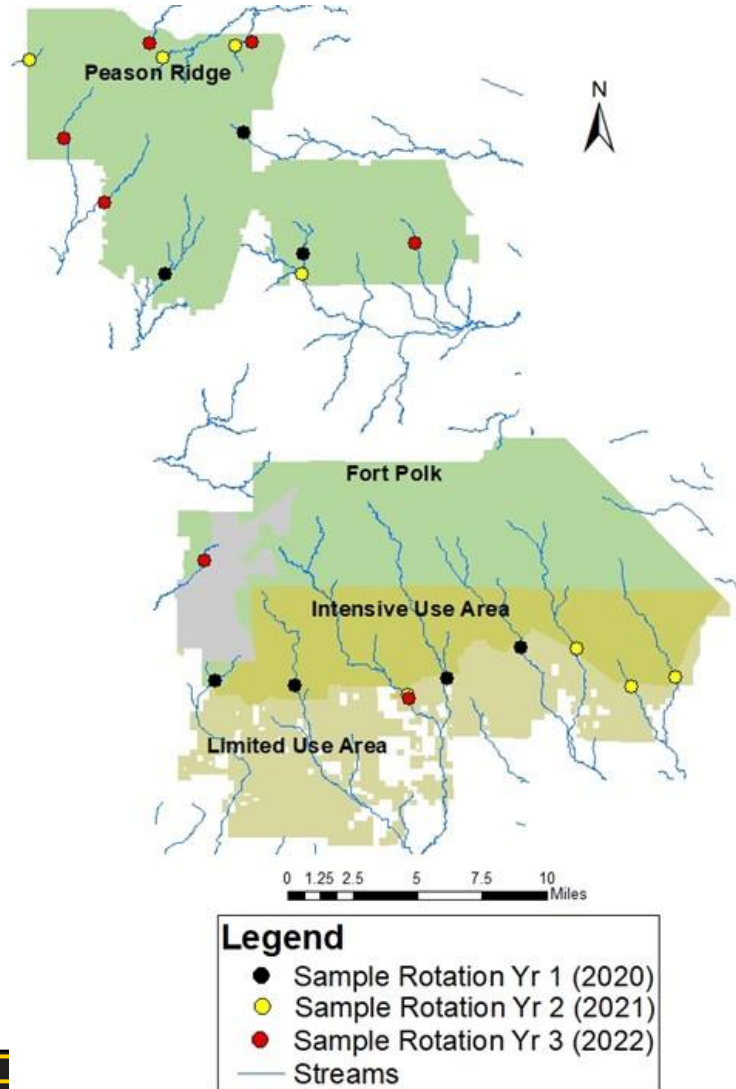 Peason Ridge
N
Fort Polk
Intensive Use Area
LImited Use Area
0 1.25 2.5 5 7.5 10
Miles
Legend
Sample Rotation Yr 1 (2020)
Sample Rotation Yr 2 (2021)
Sample Rotation Yr 3 (2022)
Streams